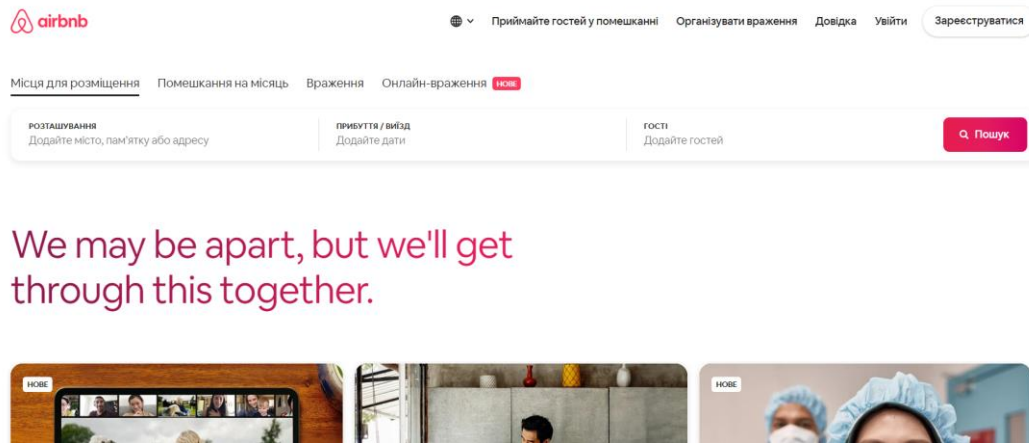 airbnb
Приймайте гостей у помешканні Організувати враження Довідка Увійти Зареєструватися
Місця для розміщення Помешкання на місяць Враження Онлайн-враження НОВЕ
РОЗТАШУВАННЯ ПРИБУТТЯ / ВИЇЗД ГОСТІ
Додайте місто, пам'ятку або адресу Додайте дати Додайте гостей Пошук
We may be apart, but we'll get
through this together.
НОВЕ НОВЕ